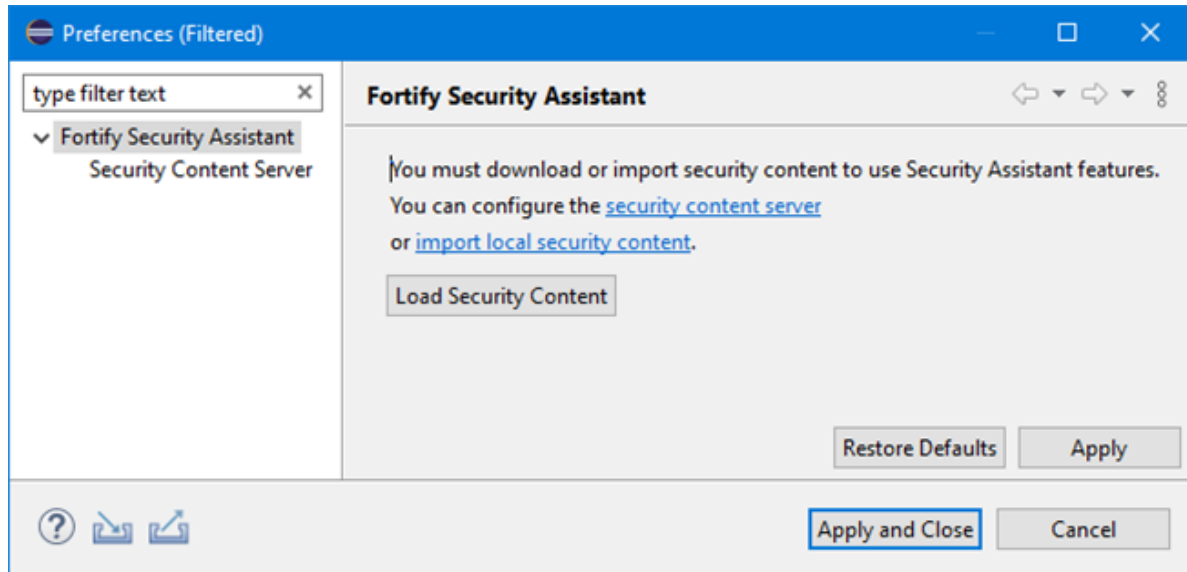 Preferences (Filtered)
type filter text
Fortify Security Assistant
Security Content Server
Fortify Security Assistant
You must download or import security content to use Security Assistant features.
You can configure the security content server
or import local security content.
Load Security Content
Restore Defaults
Apply
Apply and Close
Cancel